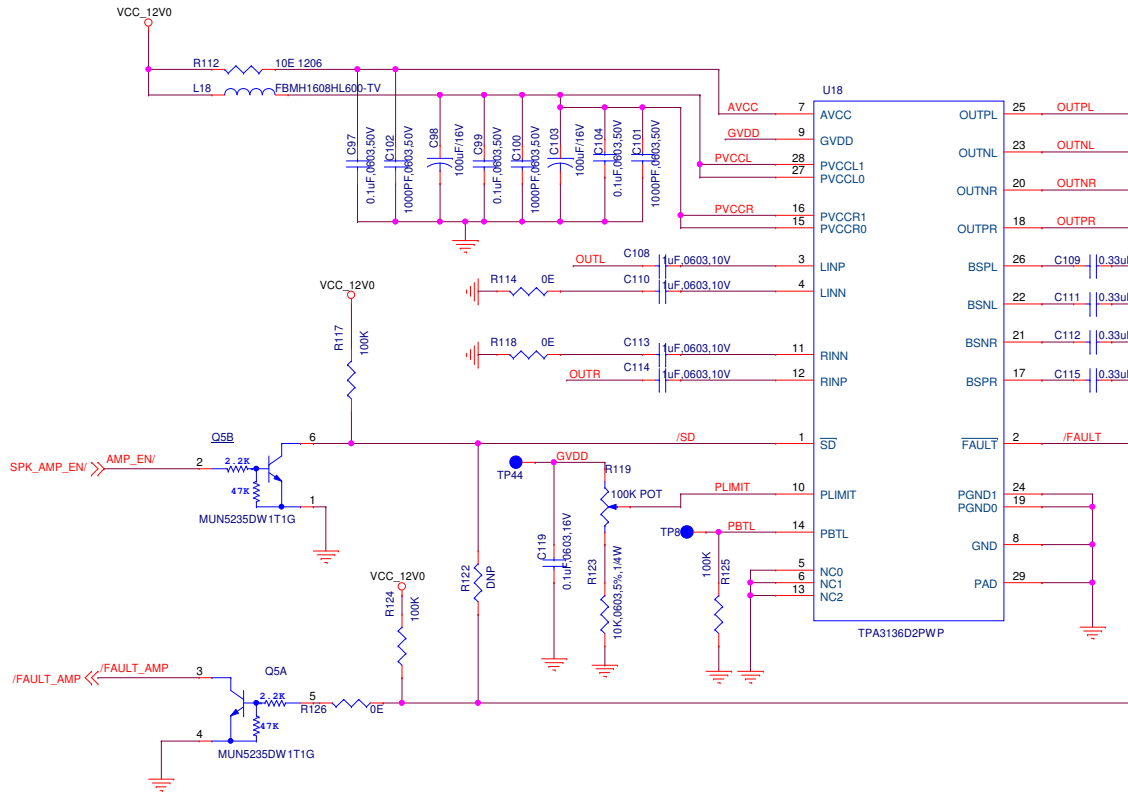 VCC_12V0
R112 10E 1206
L18 FBMH1608HL600-TV
C97
0.1uF,0603,50V
C102
1000PF,0603,50V
C98
100uF/16V
C99
0.1uF,0603,50V
C100
1000PF,0603,50V
C103
100uF/16V
C104
0.1uF,0603,50V
C101
1000PF,0603,50V
U18
AVCC 7 AVCC
GVDD 9 GVDD
PVCCL 28 PVCCL1
27 PVCCL0
PVCCR 16 PVCCR1
15 PVCCR0
OUTL C108 1uF,0603,10V 3 LINP
R114 0E C110 1uF,0603,10V 4 LINN
R118 0E C113 1uF,0603,10V 11 RINN
OUTR C114 1uF,0603,10V 12 RINP
/SD 1 SD
PLIMIT 10 PLIMIT
PBTL 14 PBTL
5 NC0
6 NC1
13 NC2
OUTPL 25 OUTPL
OUTNL 23 OUTNL
OUTNR 20 OUTNR
OUTPR 18 OUTPR
BSPL 26 C109 0.33u
BSNL 22 C111 0.33u
BSNR 21 C112 0.33u
BSPR 17 C115 0.33u
FAULT 2 /FAULT
PGND1 24
PGND0 19
GND 8
PAD 29
TPA3136D2PWP
VCC_12V0
R117
100K
SPK_AMP_EN/ AMP_EN/ 2
Q5B
2.2K
47K
6
1
MUN5235DW1T1G
TP44
GVDD
R119
100K POT
C119
0.1uF,0603,16V
R123
10K,0603,5%,1/4W
TP8
100K
R125
R122
DNP
VCC_12V0
R124
100K
/FAULT_AMP /FAULT_AMP 3
Q5A
2.2K
47K
5
R126 0E
4
MUN5235DW1T1G